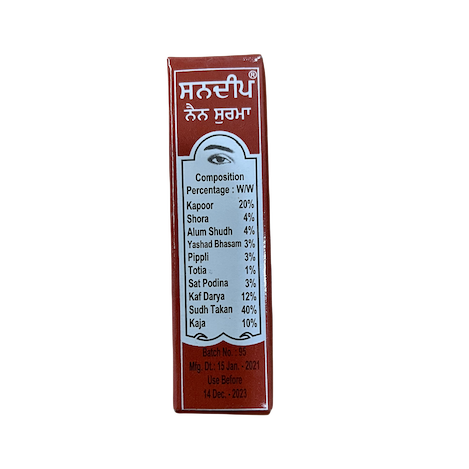 ਸਨਦੀਪ®
ਨੈਨ ਸੁਰਮਾ
Composition
Percentage : W/W
Kapoor 20%
Shora 4%
Alum Shudh 4%
Yashad Bhasam 3%
Pippli 3%
Totia 1%
Sat Podina 3%
Kaf Darya 12%
Sudh Takan 40%
Kaja 10%
Batch No. : 95
Mfg. Dt.: 15 Jan. - 2021
Use Before
14 Dec. - 2023